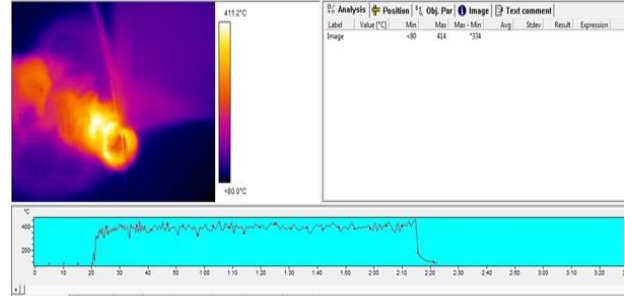 411.2°C
<80.0°C
Analysis Position Obj. Par Image Text comment
Label Value [°C] Min Max Max - Min Avg Stdev Result Expression
Image <80 414 *334
°C
400
200
0 10 20 30 40 50 1:00 1:10 1:20 1:30 1:40 1:50 2:00 2:10 2:20 2:30 2:40 2:50 3:00 3:10 3:20